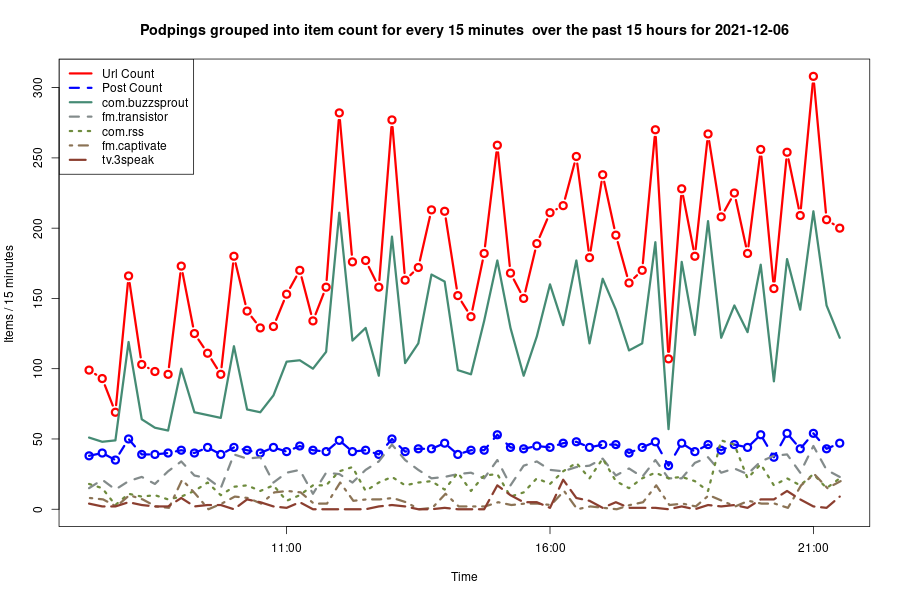 Podpings grouped into item count for every 15 minutes  over the past 15 hours for 2021-12-06
Url Count
Post Count
com.buzzsprout
fm.transistor
com.rss
fm.captivate
tv.3speak
Items / 15 minutes
300
250
200
150
100
50
0
11:00
16:00
21:00
Time